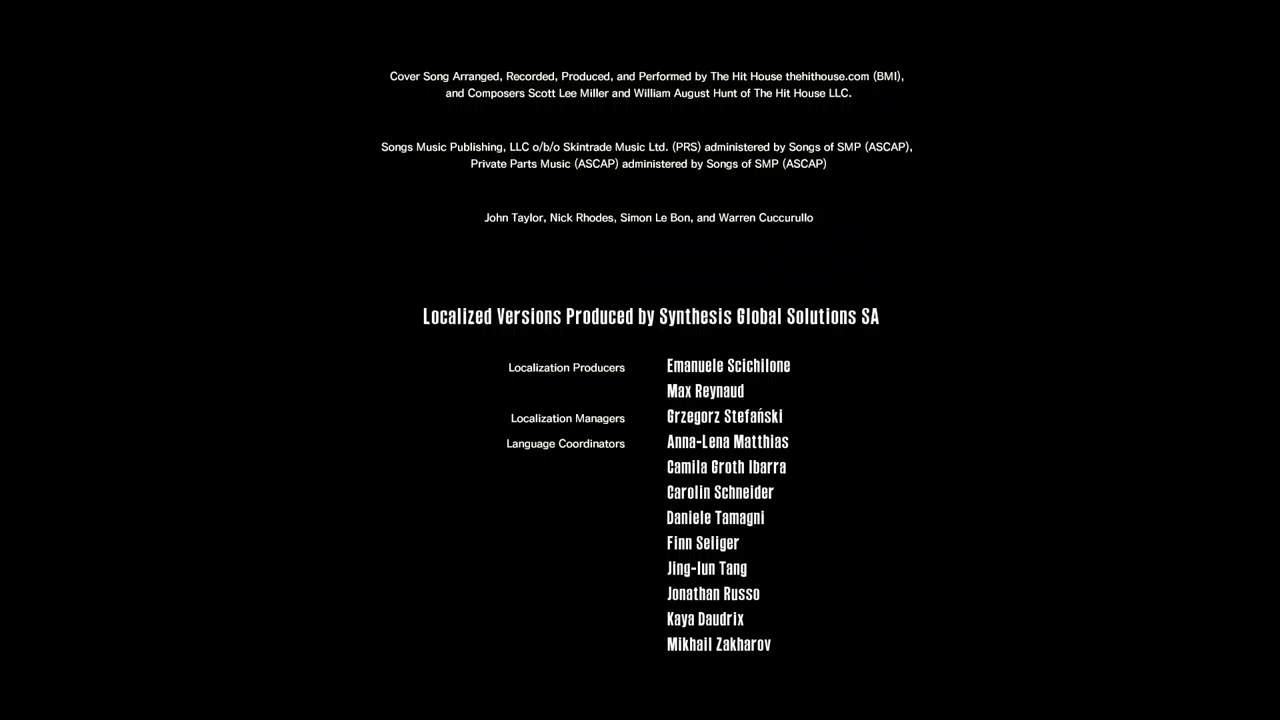 Cover Song Arranged, Recorded, Produced, and Performed by The Hit House thehithouse.com (BMI),
and Composers Scott Lee Miller and William August Hunt of The Hit House LLC.
Songs Music Publishing, LLC o/b/o Skintrade Music Ltd. (PRS) administered by Songs of SMP (ASCAP),
Private Parts Music (ASCAP) administered by Songs of SMP (ASCAP)
John Taylor, Nick Rhodes, Simon Le Bon, and Warren Cuccurullo
Localized Versions Produced by Synthesis Global Solutions SA
Localization Producers Emanuele Scichilone
Max Reynaud
Localization Managers Grzegorz Stefański
Language Coordinators Anna-Lena Matthias
Camila Groth Ibarra
Carolin Schneider
Daniele Tamagni
Finn Seliger
Jing-Iun Tang
Jonathan Russo
Kaya Daudrix
Mikhail Zakharov